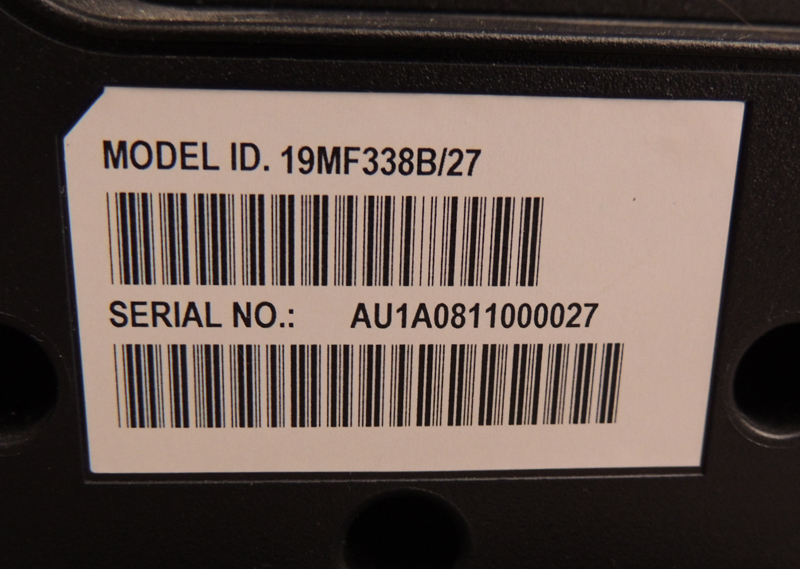 MODEL ID. 19MF338B/27
SERIAL NO.: AU1A0811000027